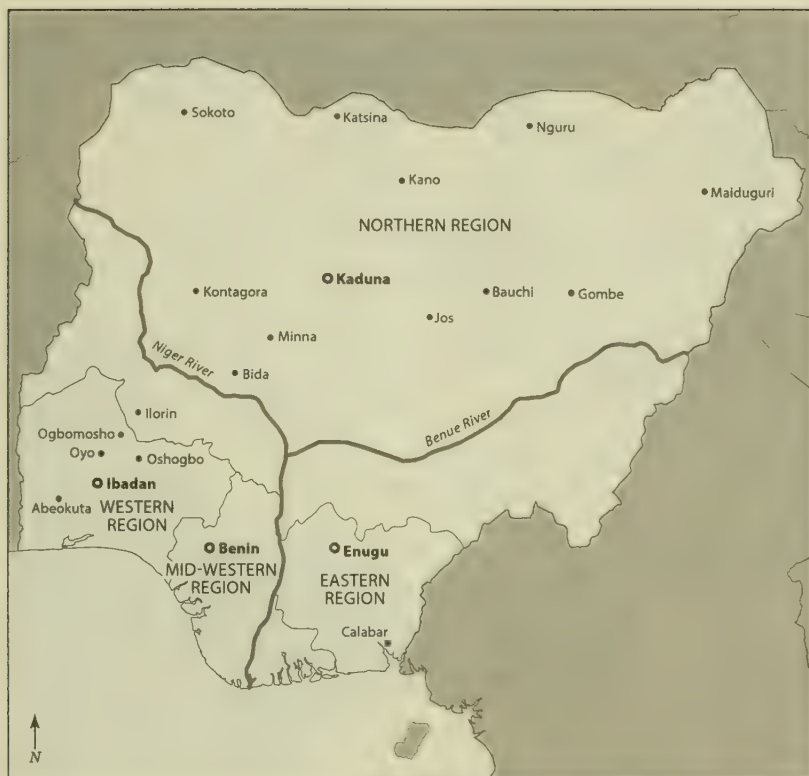 Sokoto
Katsina
Nguru
Kano
Maiduguri
NORTHERN REGION
Kaduna
Kontagora
Bauchi
Gombe
Jos
Minna
Niger River
Bida
Benue River
Ilorin
Ogbomosho
Oyo
Oshogbo
Ibadan
Abeokuta
WESTERN
REGION
Benin
MID-WESTERN
REGION
Enugu
EASTERN
REGION
Calabar
N